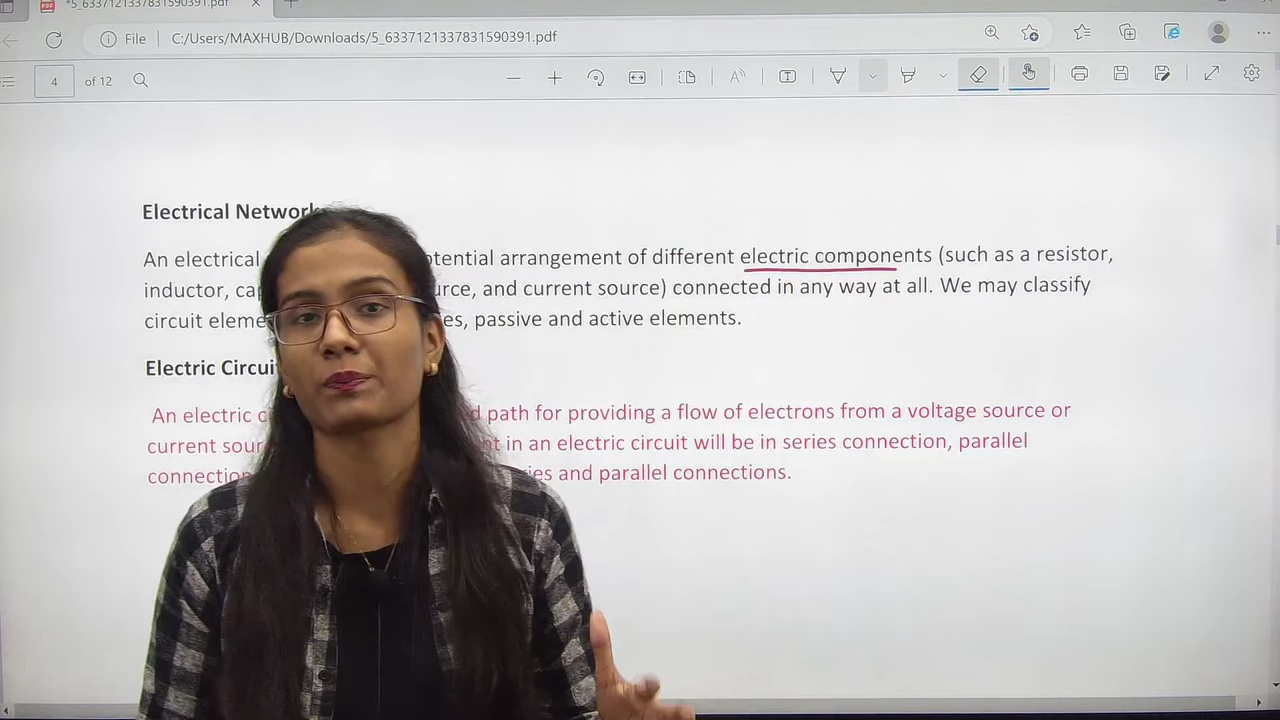 *5_6337121337831590391.pdf
File
C:/Users/MAXHUB/Downloads/5_6337121337831590391.pdf
4 of 12
Electrical Network
An electrical otential arrangement of different electric components (such as a resistor,
inductor, cap urce, and current source) connected in any way at all. We may classify
circuit eleme es, passive and active elements.
Electric Circui
An electric c d path for providing a flow of electrons from a voltage source or
current sour t in an electric circuit will be in series connection, parallel
connection ies and parallel connections.